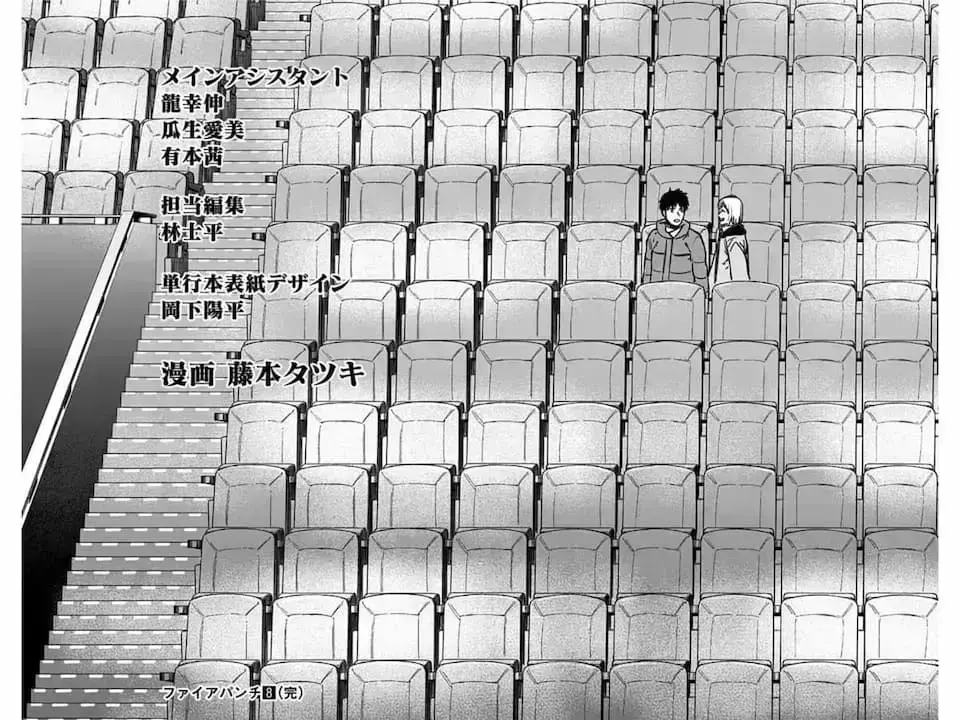 メインアシスタント
龍幸伸
瓜生愛美
有本茜
担当編集
林士平
単行本表紙デザイン
岡下陽平
漫画 藤本タツキ
ファイアパンチ8(完)